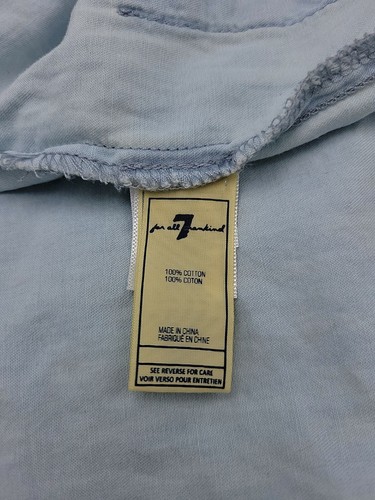 for all 7 mankind
100% COTTON
100% COTON
MADE IN CHINA
FABRIQUÉ EN CHINE
SEE REVERSE FOR CARE
VOIR VERSO POUR ENTRETIEN